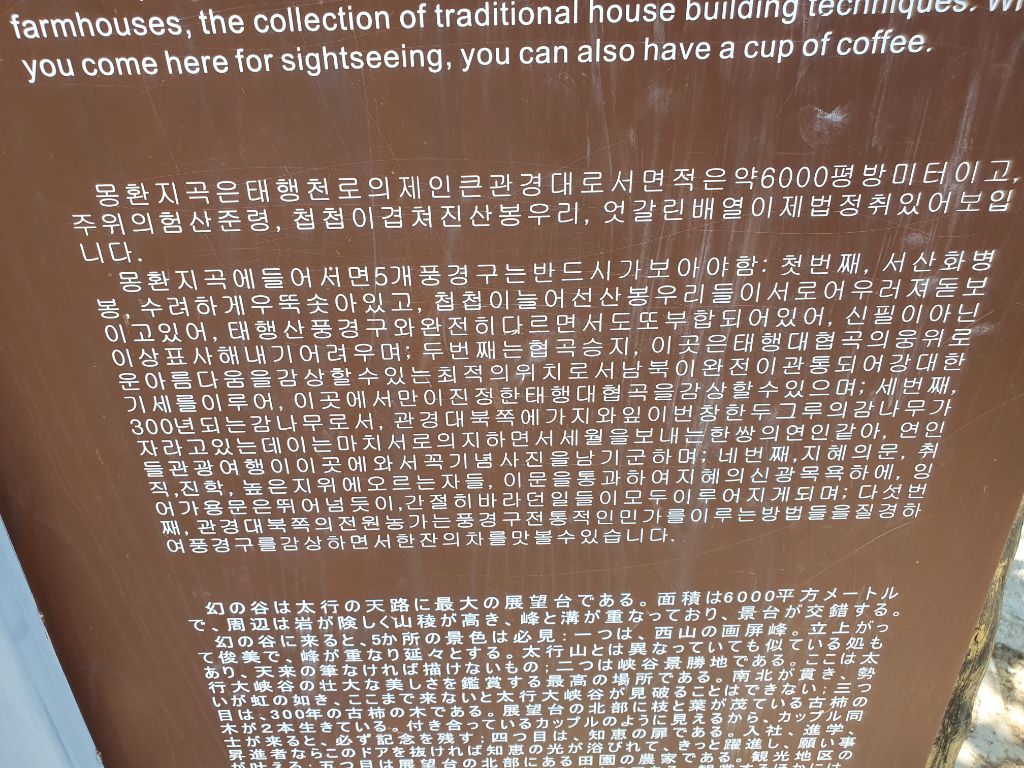 farmhouses, the collection of traditional house building techniques.
you come here for sightseeing, you can also have a cup of coffee.
몽환지곡은태행천로의제인큰관경대로서면적은약6000평방미터이고,
주위의험산준령, 첩첩이겹쳐진산봉우리, 엇갈린배열이제법정취있어보입
니다.
몽환지곡에들어서면5개풍경구는반드시가보아야함: 첫번째, 서산화병
봉, 수려하게우뚝솟아있고, 첩첩이늘어선산봉우리들이서로어우러져돋보
이고있어, 태행산풍경구와완전히다르면서도또부합되어있어, 신필이아닌
이상표사해내기어려우며; 두번째는협곡승지, 이곳은태행대협곡의웅위로
운아름다움을감상할수있는최적의위치로서남북이완전이관통되어강대한
기세를이루어, 이곳에서만이진정한태행대협곡을감상할수있으며; 세번째,
300년되는감나무로서, 관경대북쪽에가지와잎이번창한두그루의감나무가
자라고있는데이는마치서로의지하면서세월을보내는한쌍의연인같아, 연인
들관광여행이이곳에와서꼭기념사진을남기군하며; 네번째,지혜의문, 취
직,진학, 높은지위에오르는자들, 이문을통과하여지혜의신광목욕하에, 잉
어가용문은뛰어넘듯이,간절히바라던일들이모두이루어지게되며; 다섯번
째, 관경대북쪽의전원농가는풍경구전통적인민가를이루는방법들을질경하
여풍경구를감상하면서한잔의차를맛볼수있습니다.
幻の谷は太行の天路に最大の展望台である。面積は6000平方メートル
で、周辺は岩が険しく山稜が高き、峰と溝が重なっており、景台が交錯する。
幻の谷に来ると、5か所の景色は必見:一つは、西山の画屏峰。立上がっ
て俊美で、峰が重なり延々とする。太行山とは異なっていても似ている処も
あり、天来の筆なければ描けないもの;二つは峡谷景勝地である。ここは太
行大峡谷の壮大な美しさを鑑賞する最高の場所である。南北が貫き、勢
いが虹の如き、ここまで来ないと太行大峡谷が見破ることはできない;三つ
目は、300年の古柿の木である。展望台の北部に枝と葉が茂ている古柿の
木が2本生きている。付き合っているカップルのように見えるから、カップル同
士が来ると、必ず記念を残す;四つ目は、知恵の扉である。入社、進学、
昇進者ならこのドアを抜ければ知恵の光が浴びれて、きっと躍進し、願い事
が叶える;五つ目は展望台の北部にある田園の農家である。観光地区の